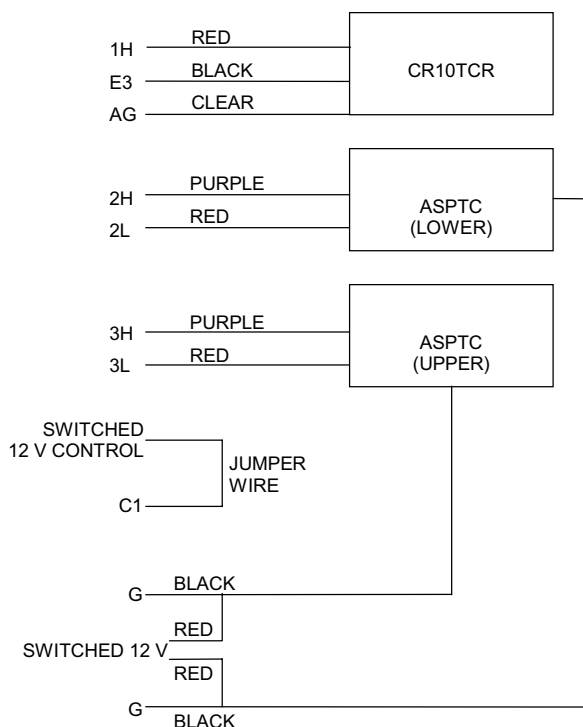 1H RED
E3 BLACK
AG CLEAR
CR10TCR
2H PURPLE
2L RED
ASPTC
(LOWER)
3H PURPLE
3L RED
ASPTC
(UPPER)
SWITCHED
12 V CONTROL
JUMPER
WIRE
C1
G BLACK
RED
SWITCHED 12 V
RED
G BLACK